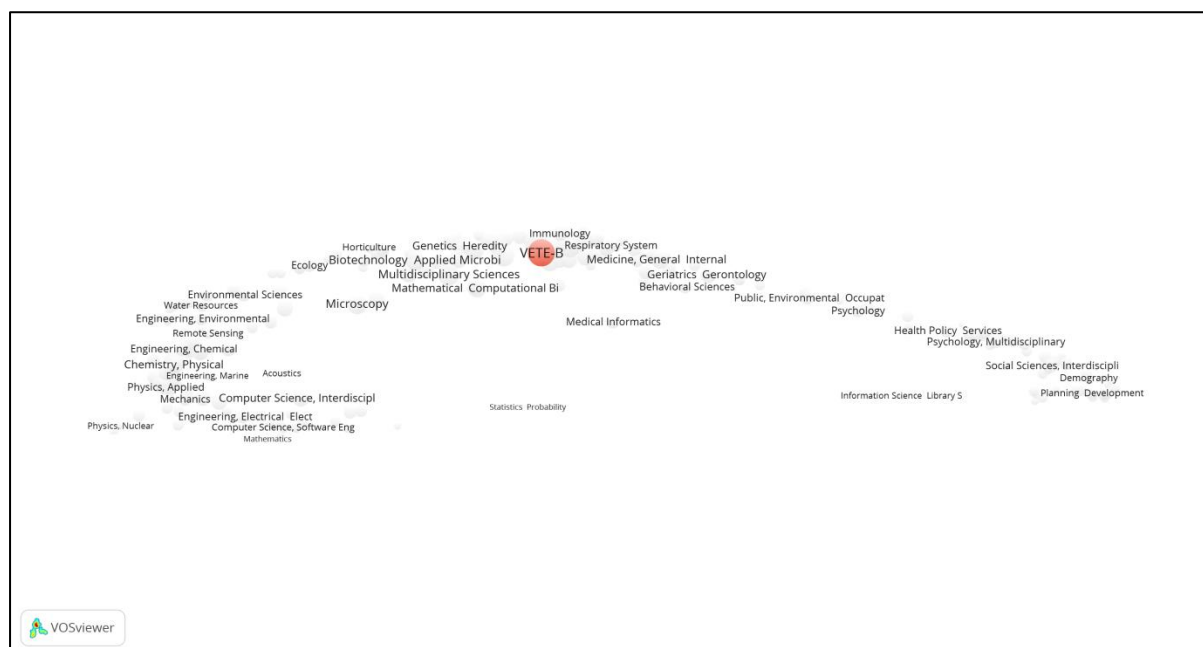 Immunology
Horticulture
Genetics Heredity
VETE-B
Respiratory System
Ecology
Biotechnology Applied Microbi
Medicine, General Internal
Multidisciplinary Sciences
Geriatrics Gerontology
Mathematical Computational Bi
Behavioral Sciences
Environmental Sciences
Public, Environmental Occupat
Water Resources
Microscopy
Psychology
Engineering, Environmental
Medical Informatics
Remote Sensing
Health Policy Services
Psychology, Multidisciplinary
Engineering, Chemical
Chemistry, Physical
Social Sciences, Interdiscipli
Engineering, Marine
Acoustics
Demography
Physics, Applied
Mechanics
Computer Science, Interdiscipl
Information Science Library S
Planning Development
Statistics Probability
Engineering, Electrical Elect
Physics, Nuclear
Computer Science, Software Eng
Mathematics
VOSviewer